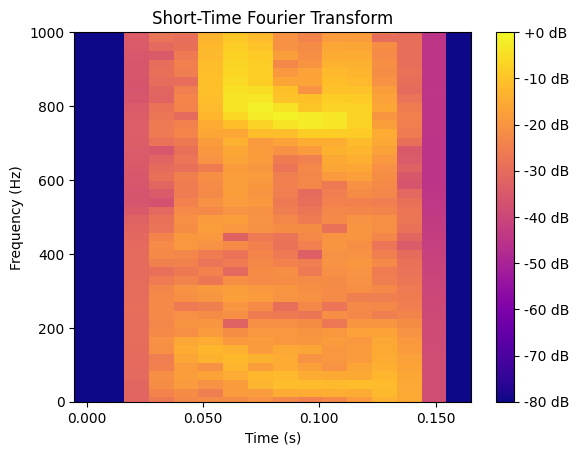 Short-Time Fourier Transform
1000
800
600
400
200
0
Frequency (Hz)
0.000
0.050
0.100
0.150
Time (s)
+0 dB
-10 dB
-20 dB
-30 dB
-40 dB
-50 dB
-60 dB
-70 dB
-80 dB